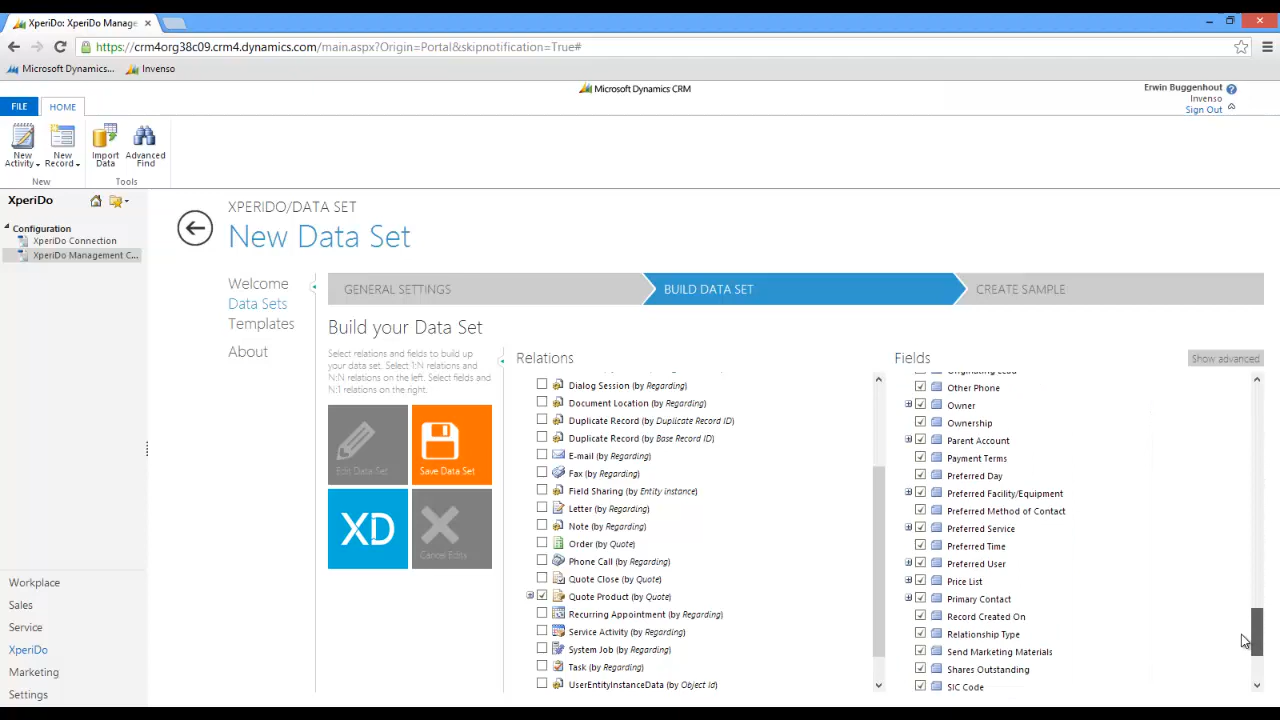 XperiDo: XperiDo Manage
https://crm4org38c09.crm4.dynamics.com/main.aspx?Origin=Portal&skipnotification=True#
Microsoft Dynamics... Invenso
Microsoft Dynamics CRM
Erwin Buggenhout
Invenso
Sign Out
FILE HOME
New Activity
New Record
Import Data
Advanced Find
New
Tools
XperiDo
Configuration
XperiDo Connection
XperiDo Management C...
XPERIDO/DATA SET
New Data Set
Welcome
Data Sets
Templates
About
GENERAL SETTINGS
BUILD DATA SET
CREATE SAMPLE
Build your Data Set
Select relations and fields to build up
your data set. Select 1:N relations and
N:N relations on the left. Select fields and
N:1 relations on the right.
Edit Data Set
Save Data Set
XD
Cancel Edits
Relations
Dialog Session (by Regarding)
Document Location (by Regarding)
Duplicate Record (by Duplicate Record ID)
Duplicate Record (by Base Record ID)
E-mail (by Regarding)
Fax (by Regarding)
Field Sharing (by Entity instance)
Letter (by Regarding)
Note (by Regarding)
Order (by Quote)
Phone Call (by Regarding)
Quote Close (by Quote)
Quote Product (by Quote)
Recurring Appointment (by Regarding)
Service Activity (by Regarding)
System Job (by Regarding)
Task (by Regarding)
UserEntityInstanceData (by Object Id)
Fields
Show advanced
Originating Lead
Other Phone
Owner
Ownership
Parent Account
Payment Terms
Preferred Day
Preferred Facility/Equipment
Preferred Method of Contact
Preferred Service
Preferred Time
Preferred User
Price List
Primary Contact
Record Created On
Relationship Type
Send Marketing Materials
Shares Outstanding
SIC Code
Workplace
Sales
Service
XperiDo
Marketing
Settings